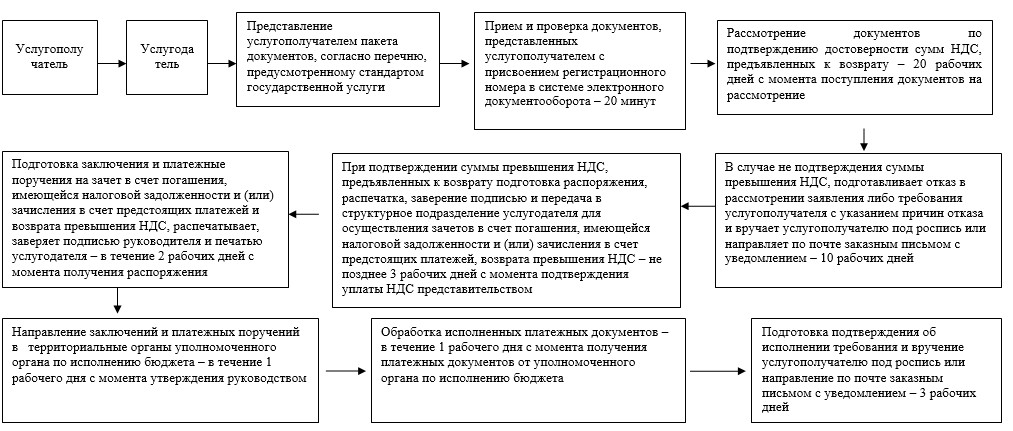 Услугополу
чатель
Услугода
тель
Представление
услугополучателем пакета
документов, согласно перечню,
предусмотренному стандартом
государственной услуги
Прием и проверка документов,
представленных
услугополучателем с
присвоением регистрационного
номера в системе электронного
документооборота – 20 минут
Рассмотрение документов по
подтверждению достоверности сумм НДС,
предъявленных к возврату – 20 рабочих
дней с момента поступления документов на
рассмотрение
В случае не подтверждения суммы
превышения НДС, подготавливает отказ в
рассмотрении заявления либо требования
услугополучателя с указанием причин отказа
и вручает услугополучателю под роспись или
направляет по почте заказным письмом с
уведомлением – 10 рабочих дней
При подтверждении суммы превышения НДС,
предъявленных к возврату подготовка распоряжения,
распечатка, заверение подписью и передача в
структурное подразделение услугодателя для
осуществления зачетов в счет погашения, имеющейся
налоговой задолженности и (или) зачисления в счет
предстоящих платежей, возврата превышения НДС – не
позднее 3 рабочих дней с момента подтверждения
уплаты НДС представительством
Подготовка заключения и платежные
поручения на зачет в счет погашения,
имеющейся налоговой задолженности и (или)
зачисления в счет предстоящих платежей и
возврата превышения НДС, распечатывает,
заверяет подписью руководителя и печатью
услугодателя – в течение 2 рабочих дней с
момента получения распоряжения
Направление заключений и платежных поручений
в территориальные органы уполномоченного
органа по исполнению бюджета – в течение 1
рабочего дня с момента утверждения руководством
Обработка исполненных платежных документов –
в течение 1 рабочего дня с момента получения
платежных документов от уполномоченного
органа по исполнению бюджета
Подготовка подтверждения об
исполнении требования и вручение
услугополучателю под роспись или
направление по почте заказным
письмом с уведомлением – 3 рабочих
дней